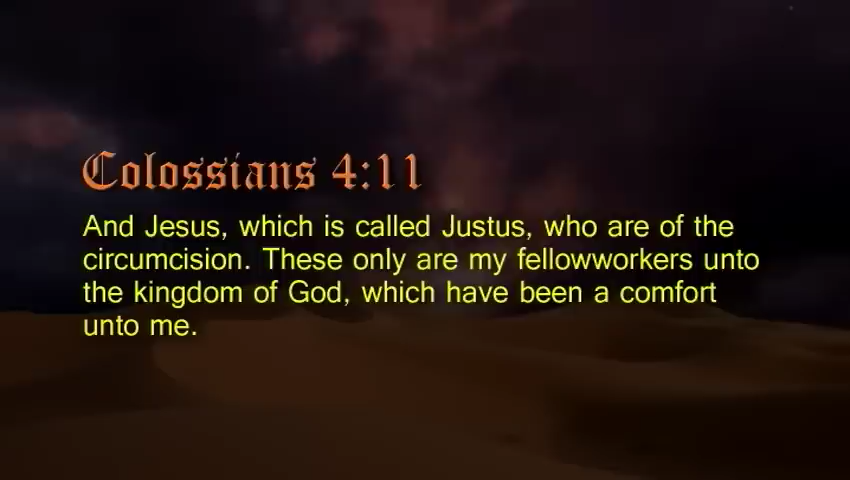 Colossians 4:11
And Jesus, which is called Justus, who are of the
circumcision. These only are my fellowworkers unto
the kingdom of God, which have been a comfort
unto me.